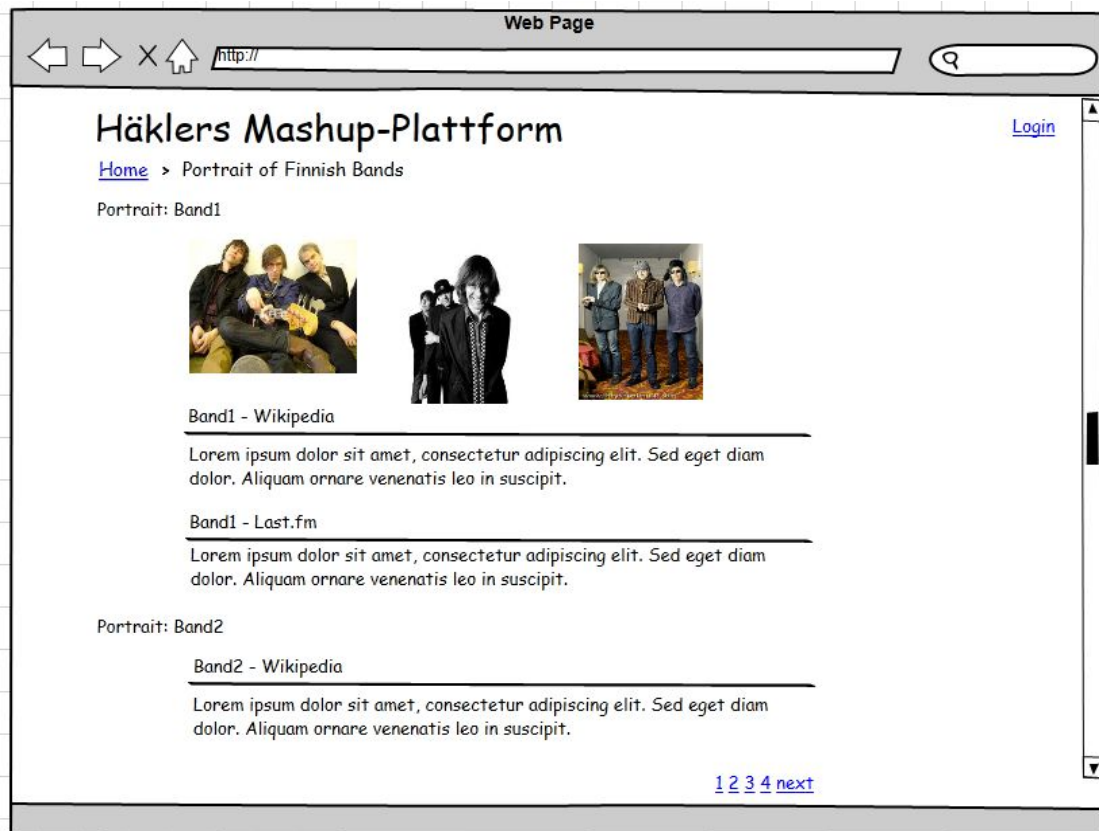 Web Page
http://
Häklers Mashup-Plattform
Login
Home > Portrait of Finnish Bands
Portrait: Band1
Band1 - Wikipedia
Lorem ipsum dolor sit amet, consectetur adipiscing elit. Sed eget diam
dolor. Aliquam ornare venenatis leo in suscipit.
Band1 - Last.fm
Lorem ipsum dolor sit amet, consectetur adipiscing elit. Sed eget diam
dolor. Aliquam ornare venenatis leo in suscipit.
Portrait: Band2
Band2 - Wikipedia
Lorem ipsum dolor sit amet, consectetur adipiscing elit. Sed eget diam
dolor. Aliquam ornare venenatis leo in suscipit.
1 2 3 4 next